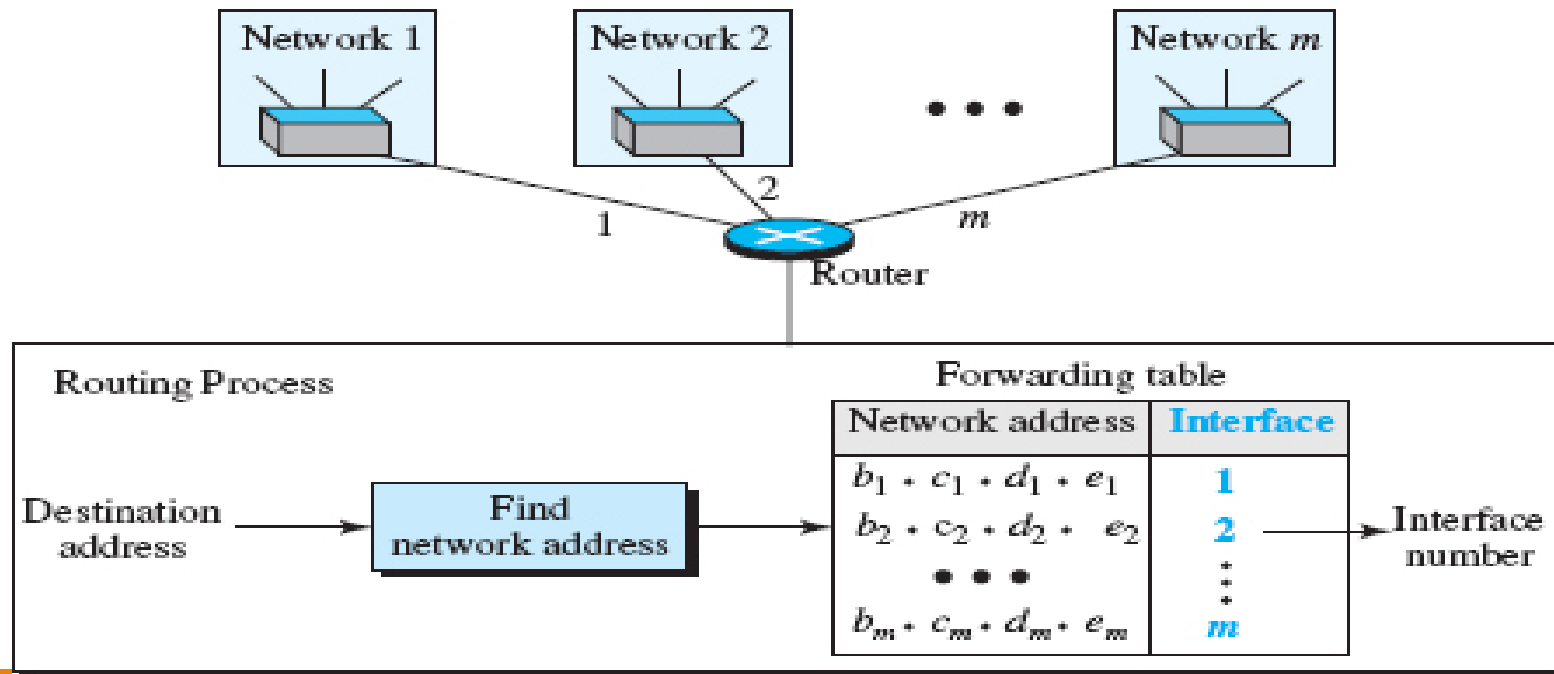 Network 1
Network 2
Network m
• • •
1
2
m
Router
Routing Process
Forwarding table
Network address Interface
b₁ • c₁ • d₁ • e₁ 1
Destination address
Find network address
b₂ • c₂ • d₂ • e₂ 2
Interface number
• • •
bₘ • cₘ • dₘ • eₘ m